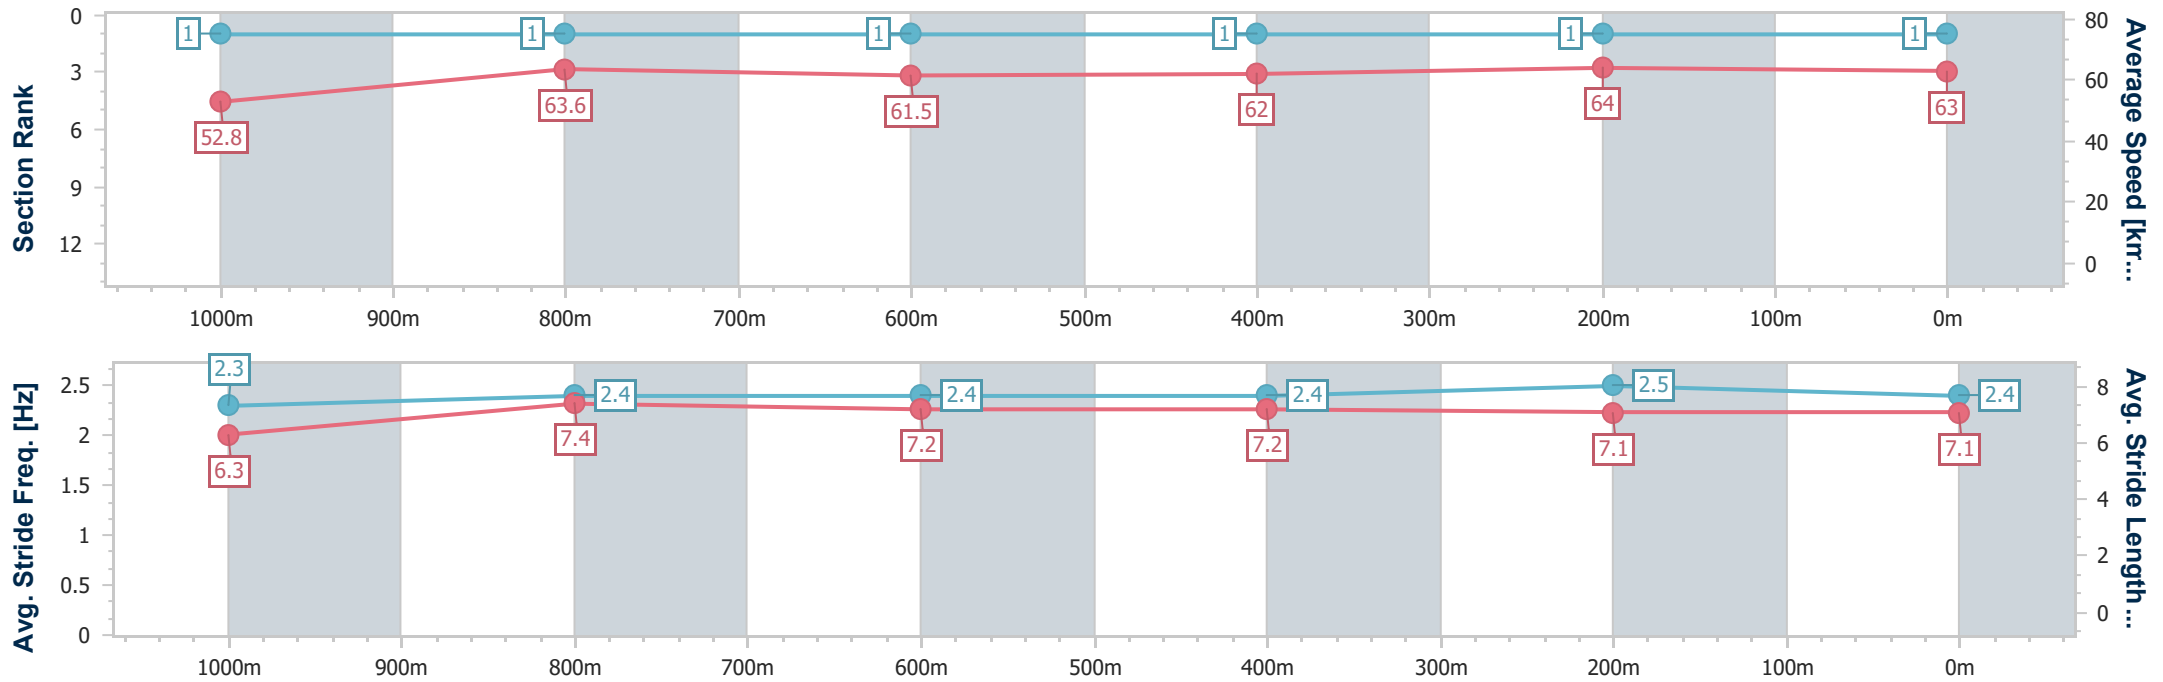 Section Rank
0
3
6
9
12
1
1
1
1
1
1
52.8
63.6
61.5
62
64
63
80
60
40
20
0
Average Speed [km...
1000m
900m
800m
700m
600m
500m
400m
300m
200m
100m
0m
Avg. Stride Freq. [Hz]
2.5
2
1.5
1
0.5
0
2.3
2.4
2.4
2.4
2.5
2.4
6.3
7.4
7.2
7.2
7.1
7.1
8
6
4
2
0
Avg. Stride Length ...
1000m
900m
800m
700m
600m
500m
400m
300m
200m
100m
0m